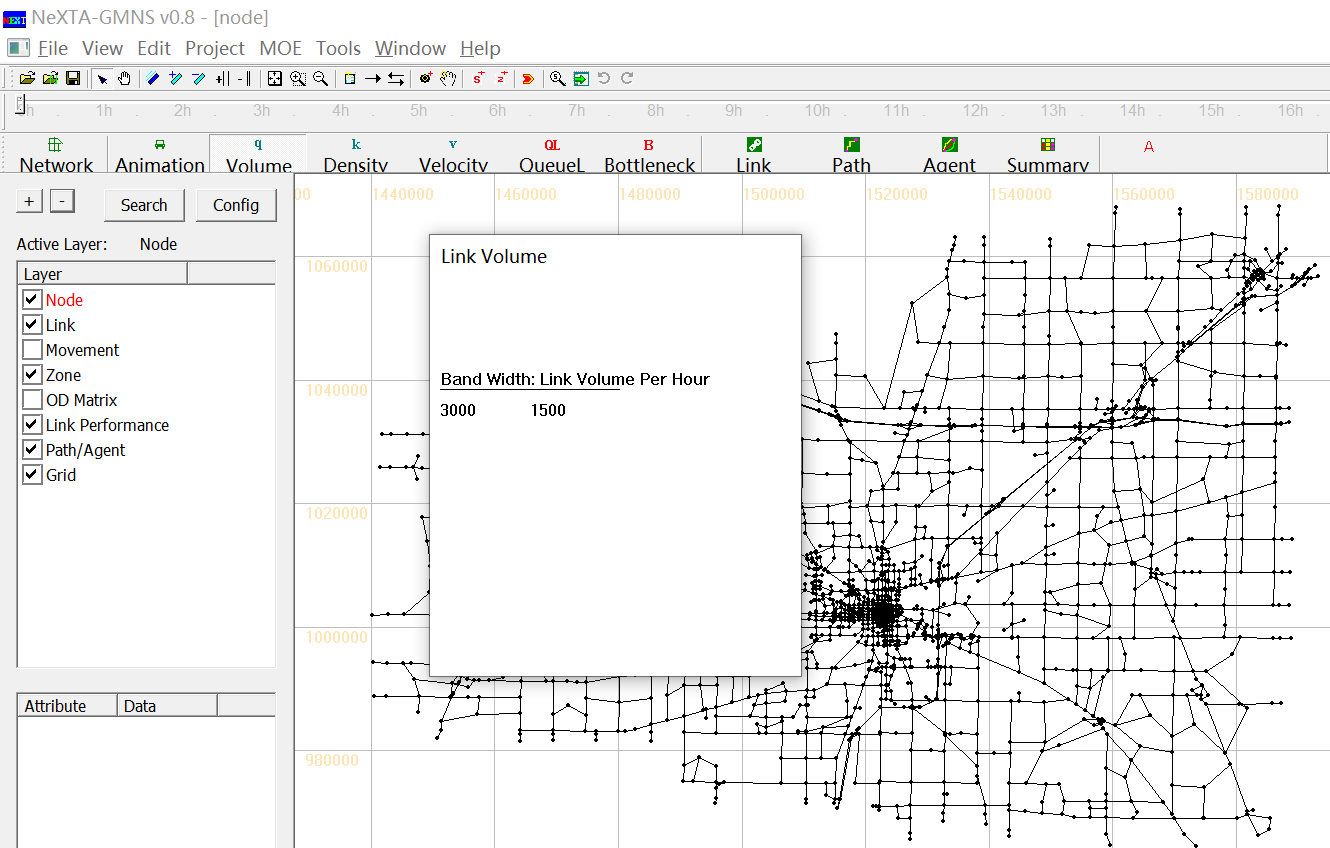 NEXT NeXTA-GMNS v0.8 - [node]
File View Edit Project MOE Tools Window Help
h 1h 2h 3h 4h 5h 6h 7h 8h 9h 10h 11h 12h 13h 14h 15h 16h
q k v QL B A
Network Animation Volume Density Velocity QueueL Bottleneck Link Path Agent Summary
+ - Search Config
Active Layer: Node
Layer
Node
Link
Movement
Zone
OD Matrix
Link Performance
Path/Agent
Grid
Attribute Data
00 1440000 1460000 1480000 1500000 1520000 1540000 1560000 1580000
1060000
1040000
1020000
1000000
980000
Link Volume
Band Width: Link Volume Per Hour
3000 1500